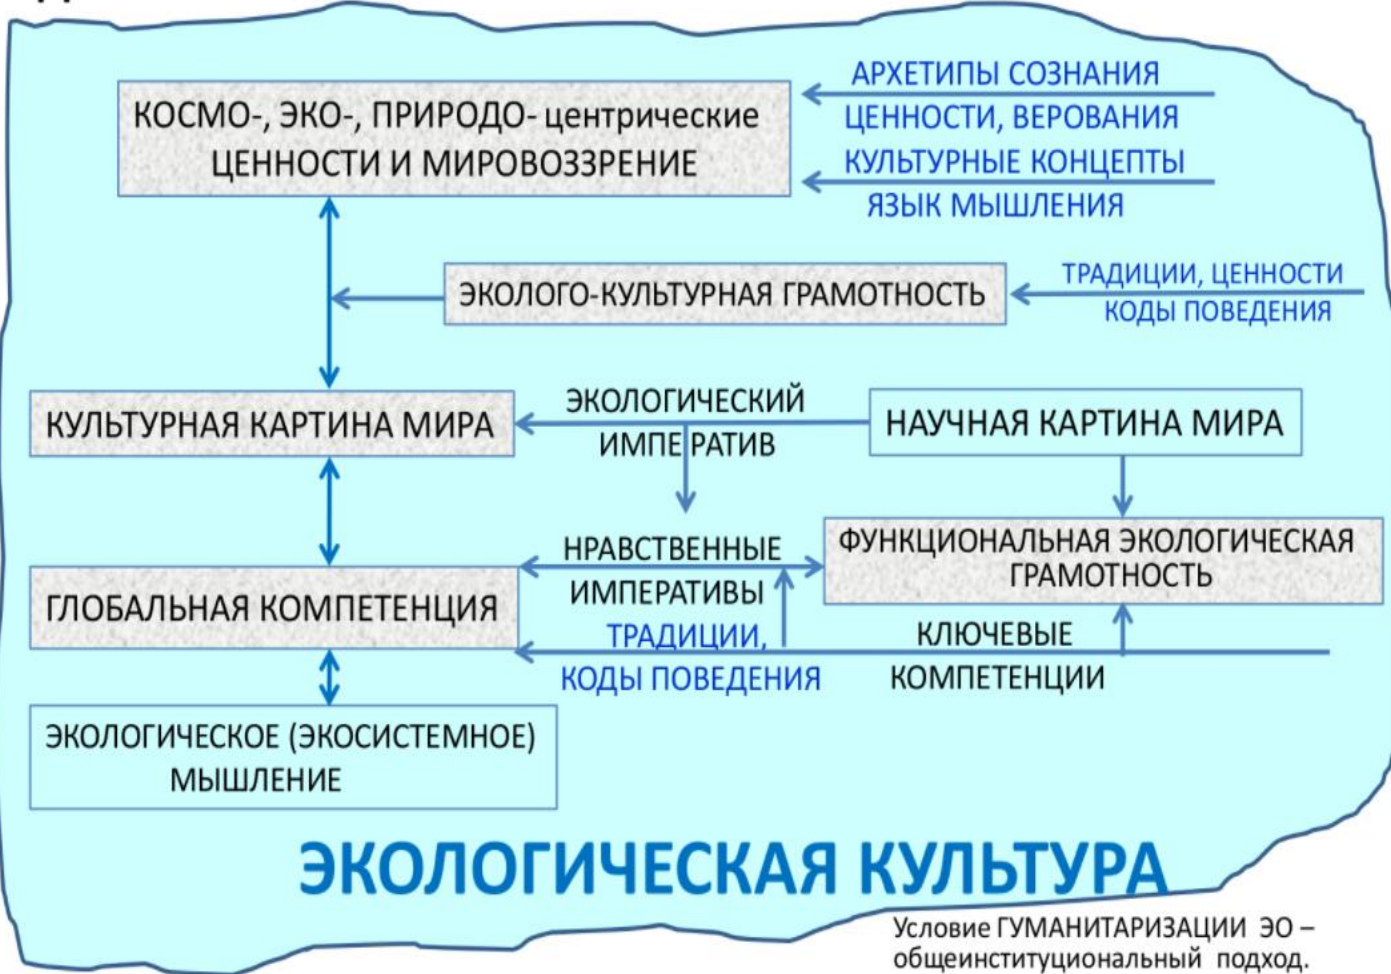 КОСМО-, ЭКО-, ПРИРОДО- центрические
ЦЕННОСТИ И МИРОВОЗЗРЕНИЕ
АРХЕТИПЫ СОЗНАНИЯ
ЦЕННОСТИ, ВЕРОВАНИЯ
КУЛЬТУРНЫЕ КОНЦЕПТЫ
ЯЗЫК МЫШЛЕНИЯ
ЭКОЛОГО-КУЛЬТУРНАЯ ГРАМОТНОСТЬ
ТРАДИЦИИ, ЦЕННОСТИ
КОДЫ ПОВЕДЕНИЯ
КУЛЬТУРНАЯ КАРТИНА МИРА
ЭКОЛОГИЧЕСКИЙ
ИМПЕРАТИВ
НАУЧНАЯ КАРТИНА МИРА
ГЛОБАЛЬНАЯ КОМПЕТЕНЦИЯ
НРАВСТВЕННЫЕ
ИМПЕРАТИВЫ
ТРАДИЦИИ,
КОДЫ ПОВЕДЕНИЯ
ФУНКЦИОНАЛЬНАЯ ЭКОЛОГИЧЕСКАЯ
ГРАМОТНОСТЬ
КЛЮЧЕВЫЕ
КОМПЕТЕНЦИИ
ЭКОЛОГИЧЕСКОЕ (ЭКОСИСТЕМНОЕ)
МЫШЛЕНИЕ
ЭКОЛОГИЧЕСКАЯ КУЛЬТУРА
Условие ГУМАНИТАРИЗАЦИИ ЭО –
общеинституциональный подход.